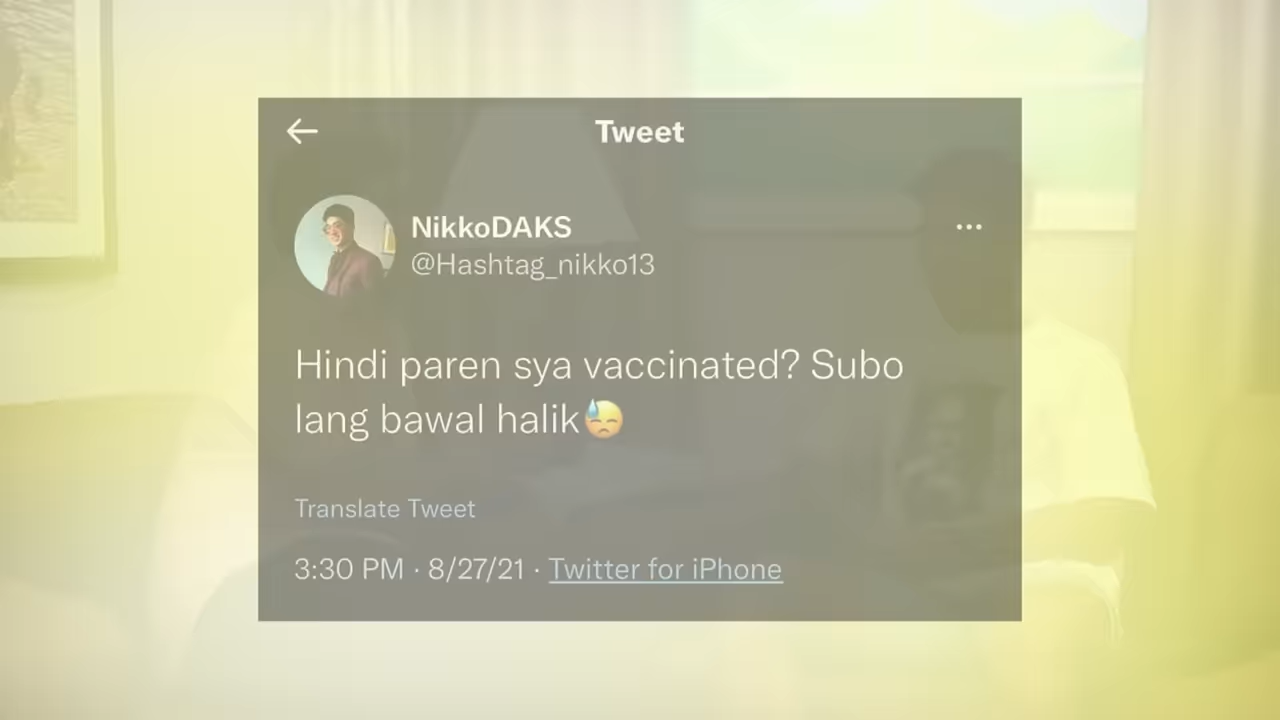 Tweet
NikkoDAKS
@Hashtag_nikko13
Hindi paren sya vaccinated? Subo
lang bawal halik😓
Translate Tweet
3:30 PM · 8/27/21 · Twitter for iPhone